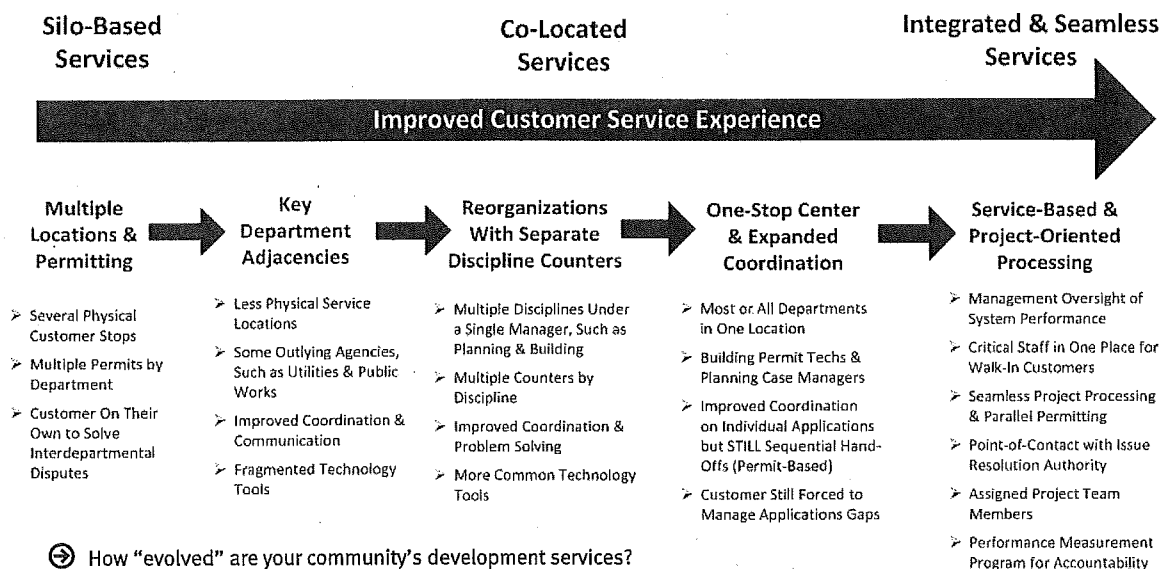 Silo-Based
Services
Co-Located
Services
Integrated & Seamless
Services
Improved Customer Service Experience
Multiple
Locations &
Permitting
➢ Several Physical
Customer Stops
➢ Multiple Permits by
Department
➢ Customer On Their
Own to Solve
Interdepartmental
Disputes
Key
Department
Adjacencies
➢ Less Physical Service
Locations
➢ Some Outlying Agencies,
Such as Utilities & Public
Works
➢ Improved Coordination &
Communication
➢ Fragmented Technology
Tools
Reorganizations
With Separate
Discipline Counters
➢ Multiple Disciplines Under
a Single Manager, Such as
Planning & Building
➢ Multiple Counters by
Discipline
➢ Improved Coordination &
Problem Solving
➢ More Common Technology
Tools
One-Stop Center
& Expanded
Coordination
➢ Most or All Departments
in One Location
➢ Building Permit Techs &
Planning Case Managers
➢ Improved Coordination
on Individual Applications
but STILL Sequential Hand-
Offs (Permit-Based)
➢ Customer Still Forced to
Manage Applications Gaps
Service-Based &
Project-Oriented
Processing
➢ Management Oversight of
System Performance
➢ Critical Staff in One Place for
Walk-In Customers
➢ Seamless Project Processing
& Parallel Permitting
➢ Point-of-Contact with Issue
Resolution Authority
➢ Assigned Project Team
Members
➢ Performance Measurement
Program for Accountability
How "evolved" are your community's development services?